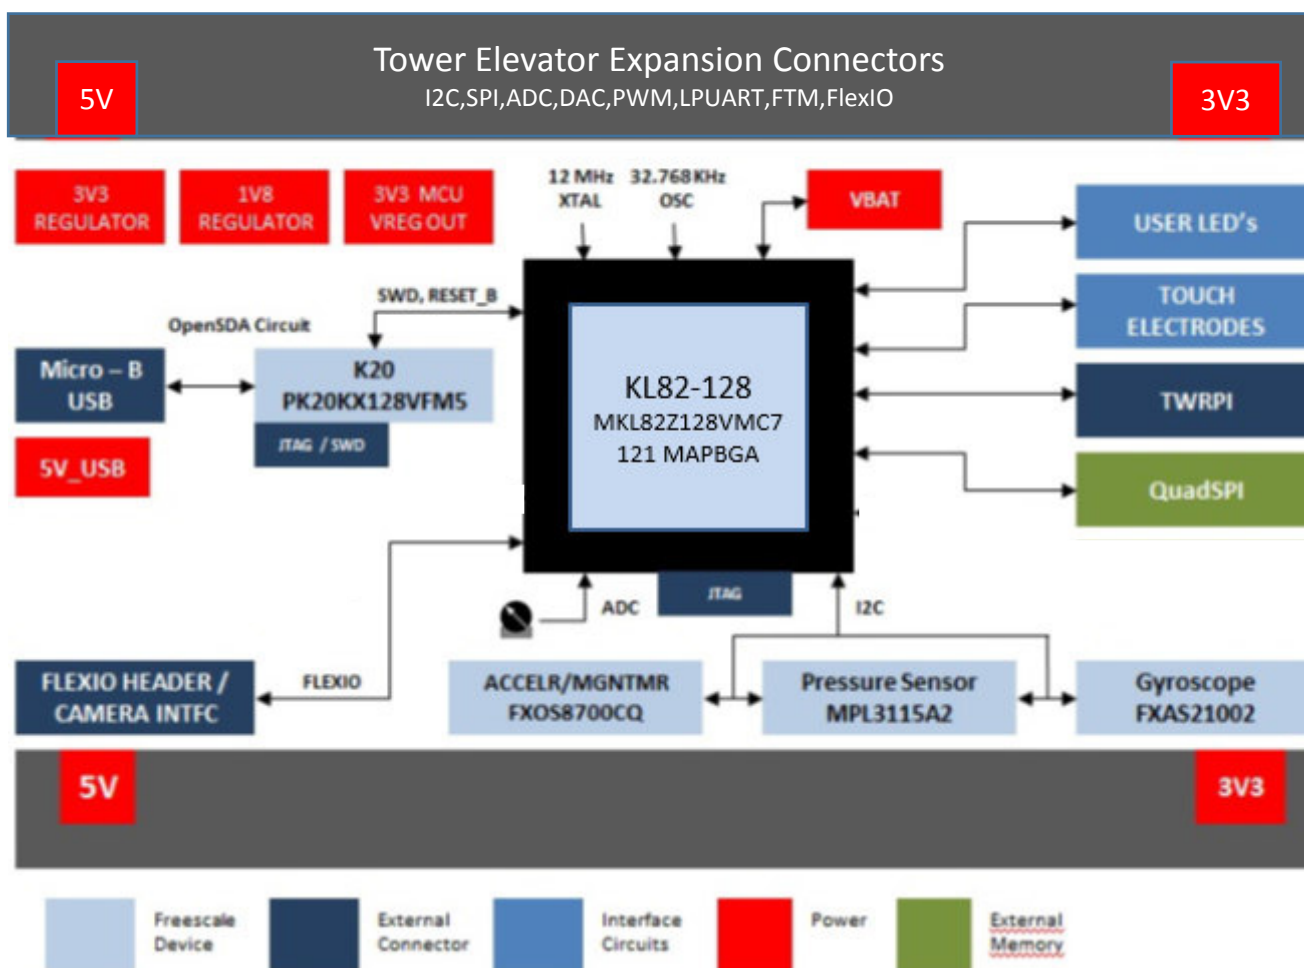 Tower Elevator Expansion Connectors
I2C,SPI,ADC,DAC,PWM,LPUART,FTM,FlexIO
5V
3V3
3V3
REGULATOR
1V8
REGULATOR
3V3 MCU
VREG OUT
12 MHz
XTAL
32.768KHz
OSC
VBAT
USER LED's
TOUCH
ELECTRODES
TWRPI
QuadSPI
SWD, RESET_B
OpenSDA Circuit
Micro – B
USB
K20
PK20KX128VFM5
JTAG / SWD
5V_USB
KL82-128
MKL82Z128VMC7
121 MAPBGA
JTAG
ADC
I2C
FLEXIO HEADER /
CAMERA INTFC
FLEXIO
ACCELR/MGNTMR
FXOS8700CQ
Pressure Sensor
MPL3115A2
Gyroscope
FXAS21002
5V
3V3
Freescale
Device
External
Connector
Interface
Circuits
Power
External
Memory